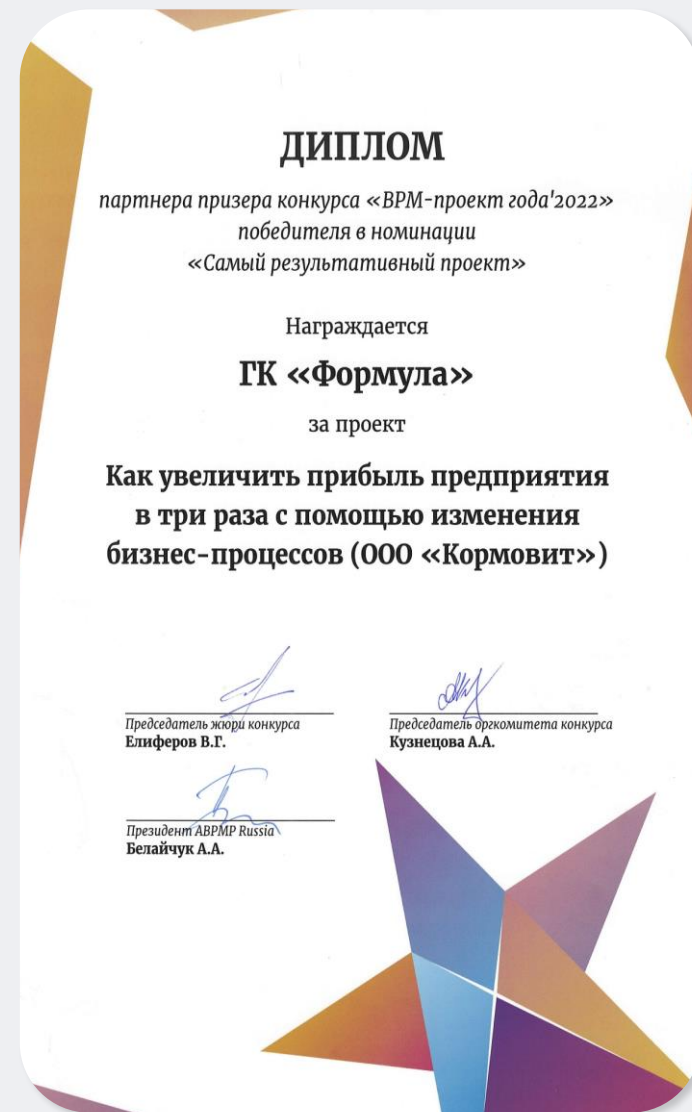 ДИПЛОМ
партнера призера конкурса «BPM-проект года'2022»
победителя в номинации
«Самый результативный проект»
Награждается
ГК «Формула»
за проект
Как увеличить прибыль предприятия
в три раза с помощью изменения
бизнес-процессов (ООО «Кормовит»)
Председатель жюри конкурса
Елиферов В.Г.
Председатель оргкомитета конкурса
Кузнецова А.А.
Президент ABPMP Russia
Белайчук А.А.